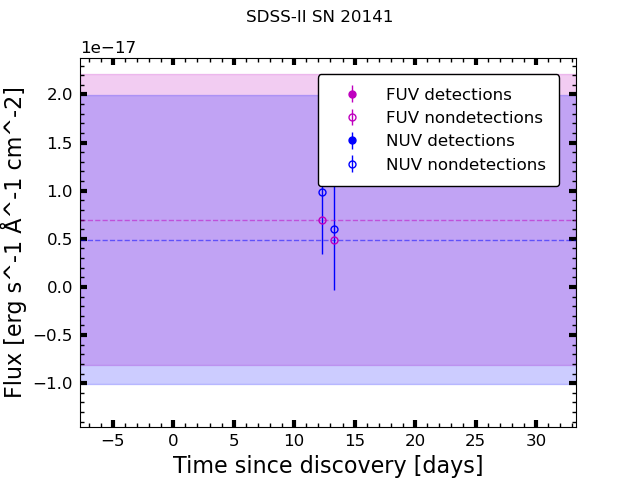 SDSS-II SN 20141
1e−17
FUV detections
FUV nondetections
NUV detections
NUV nondetections
2.0
1.5
1.0
0.5
0.0
−0.5
−1.0
Flux [erg s^-1 Å^-1 cm^-2]
−5 0 5 10 15 20 25 30
Time since discovery [days]